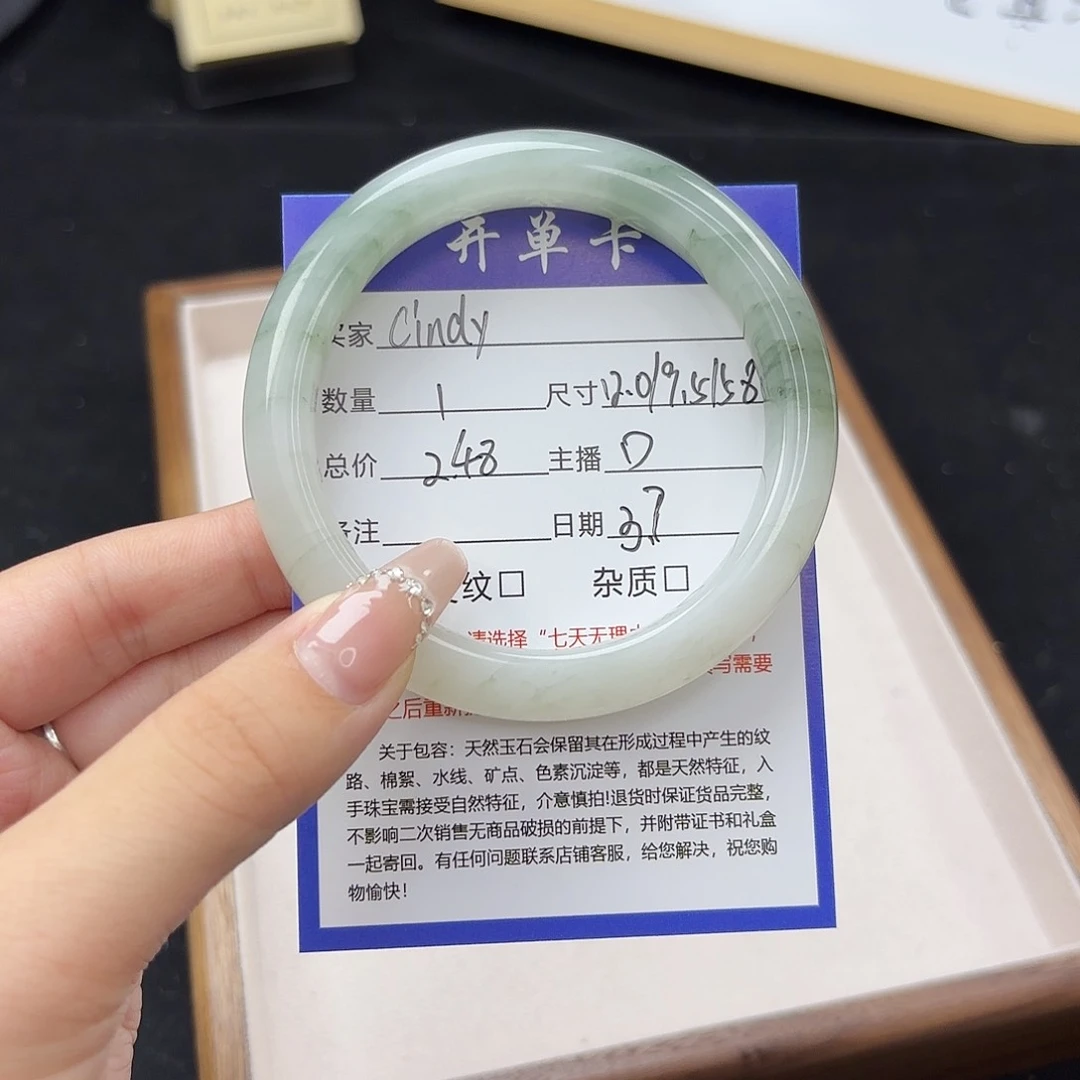 开单卡
买家 Cindy
数量 1 尺寸 12.0/9.5/58
总价 248 主播 D
备注 日期 3.7
纹□ 杂质□
请选择“七天无理
写需要
之后重新
关于包容：天然玉石会保留其在形成过程中产生的纹
路、棉絮、水线、矿点、色素沉淀等，都是天然特征，入
手珠宝需接受自然特征，介意慎拍!退货时保证货品完整，
不影响二次销售无商品破损的前提下，并附带证书和礼盒
一起寄回。有任何问题联系店铺客服，给您解决，祝您购
物愉快！